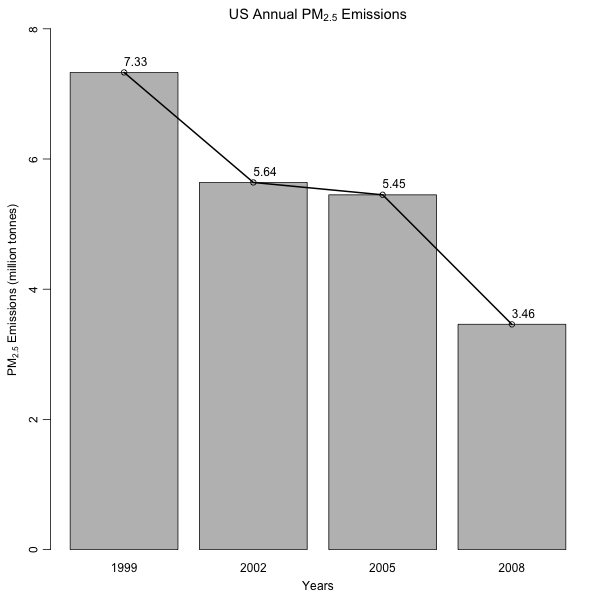 US Annual PM2.5 Emissions
PM2.5 Emissions (million tonnes)
8
6
4
2
0
7.33
5.64
5.45
3.46
1999 2002 2005 2008
Years